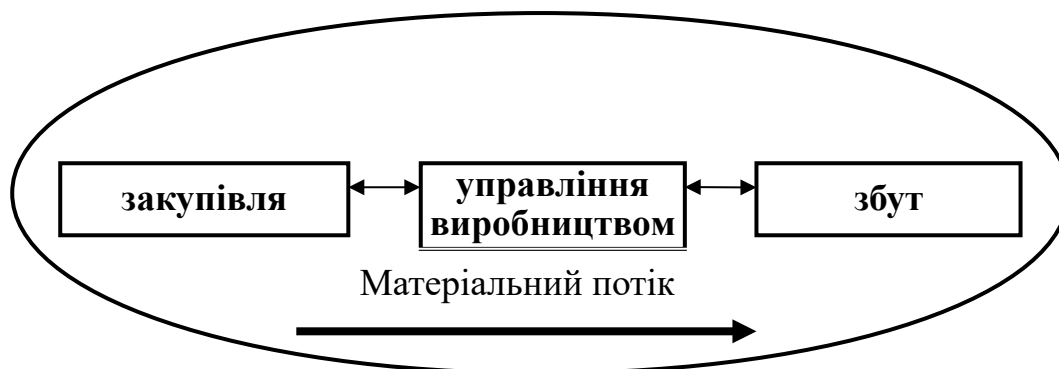 закупівля
управління
виробництвом
збут
Матеріальний потік